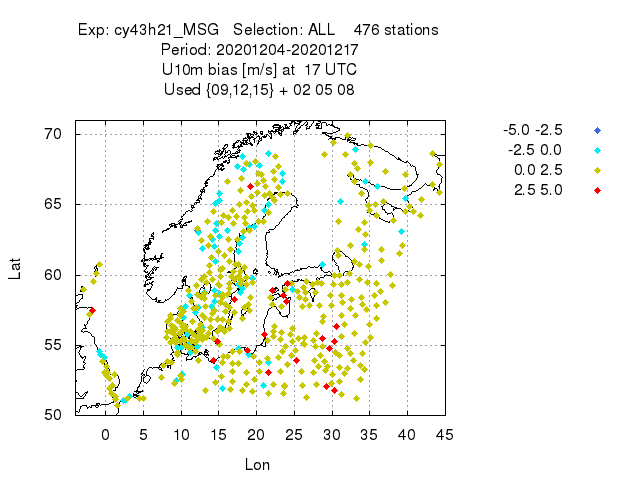 Exp: cy43h21_MSG   Selection: ALL    476 stations
Period: 20201204-20201217
U10m bias [m/s] at  17 UTC
Used {09,12,15} + 02 05 08
-5.0 -2.5
-2.5 0.0
0.0 2.5
2.5 5.0
70
65
60
55
50
Lat
0 5 10 15 20 25 30 35 40 45
Lon